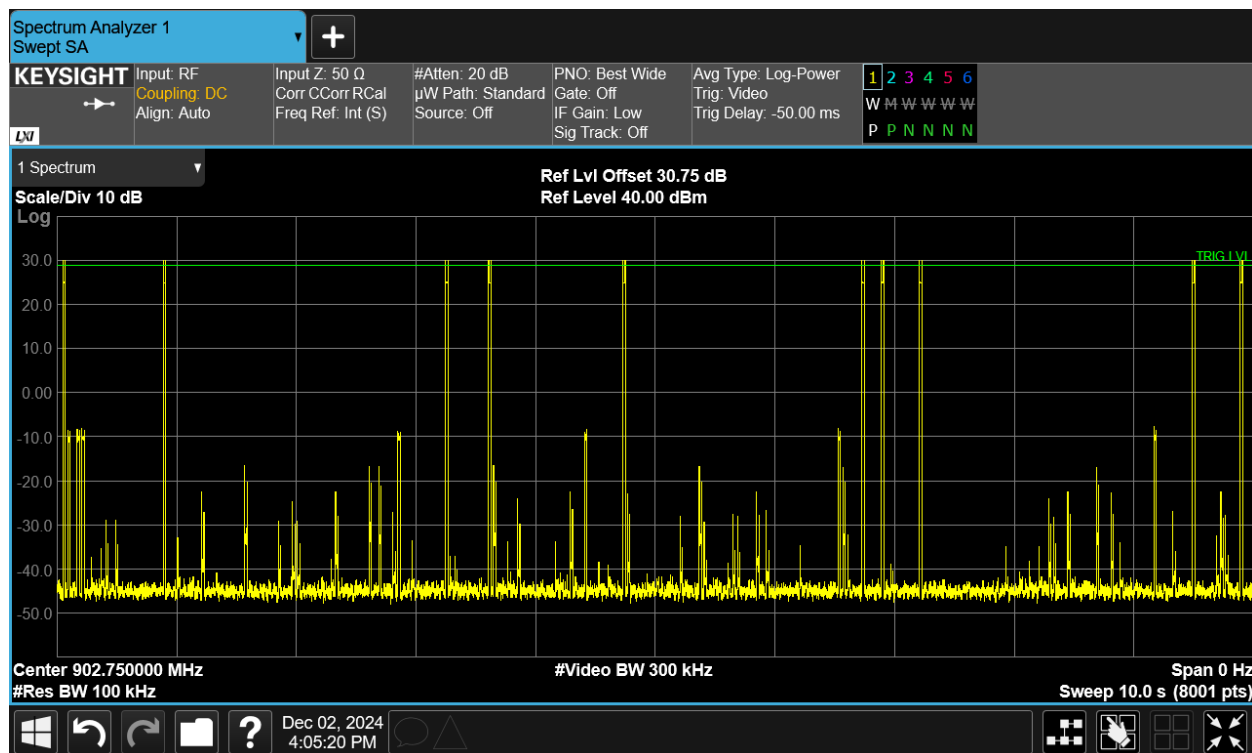 Spectrum Analyzer 1
Swept SA
KEYSIGHT
LXI
Input: RF
Coupling: DC
Align: Auto
Input Z: 50 Ω
Corr CCorr RCal
Freq Ref: Int (S)
#Atten: 20 dB
µW Path: Standard
Source: Off
PNO: Best Wide
Gate: Off
IF Gain: Low
Sig Track: Off
Avg Type: Log-Power
Trig: Video
Trig Delay: -50.00 ms
1 2 3 4 5 6
W M W W W W
P P N N N N
1 Spectrum
Scale/Div 10 dB
Log
Ref Lvl Offset 30.75 dB
Ref Level 40.00 dBm
TRIG LVL
30.0
20.0
10.0
0.00
-10.0
-20.0
-30.0
-40.0
-50.0
Center 902.750000 MHz
#Video BW 300 kHz
Span 0 Hz
#Res BW 100 kHz
Sweep 10.0 s (8001 pts)
?
Dec 02, 2024
4:05:20 PM